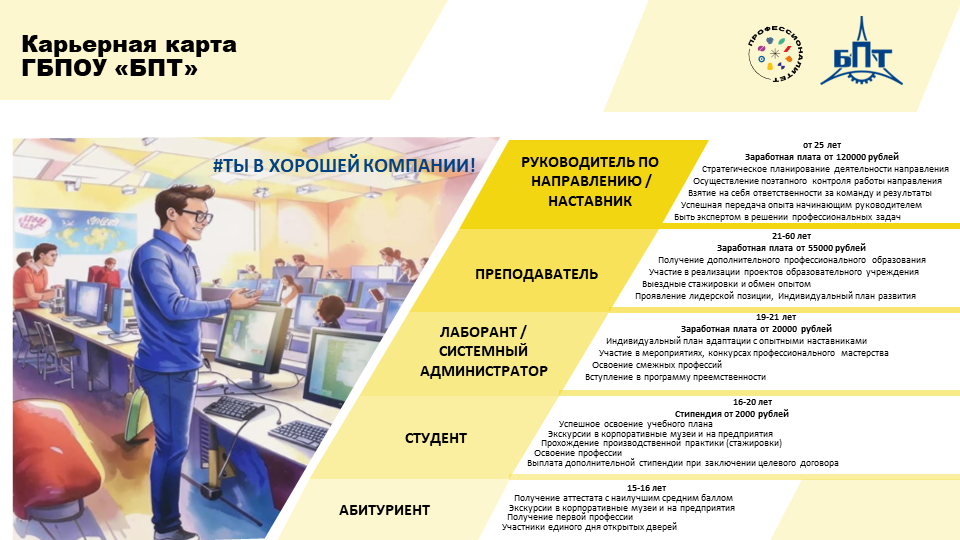 Карьерная карта
ГБПОУ «БПТ»
ПРОФЕССИОНАЛИТЕТ
БПТ
#ТЫ В ХОРОШЕЙ КОМПАНИИ!
РУКОВОДИТЕЛЬ ПО
НАПРАВЛЕНИЮ /
НАСТАВНИК
от 25 лет
Заработная плата от 120000 рублей
Стратегическое планирование деятельности направления
Осуществление поэтапного контроля работы направления
Взятие на себя ответственности за команду и результаты
Успешная передача опыта начинающим руководителем
Быть экспертом в решении профессиональных задач
ПРЕПОДАВАТЕЛЬ
21-60 лет
Заработная плата от 55000 рублей
Получение дополнительного профессионального образования
Участие в реализации проектов образовательного учреждения
Выездные стажировки и обмен опытом
Проявление лидерской позиции, Индивидуальный план развития
ЛАБОРАНТ /
СИСТЕМНЫЙ
АДМИНИСТРАТОР
19-21 лет
Заработная плата от 20000 рублей
Индивидуальный план адаптации с опытными наставниками
Участие в мероприятиях, конкурсах профессионального мастерства
Освоение смежных профессий
Вступление в программу преемственности
СТУДЕНТ
16-20 лет
Стипендия от 2000 рублей
Успешное освоение учебного плана
Экскурсии в корпоративные музеи и на предприятия
Прохождение производственной практики (стажировки)
Освоение профессии
Выплата дополнительной стипендии при заключении целевого договора
АБИТУРИЕНТ
15-16 лет
Получение аттестата с наилучшим средним баллом
Экскурсии в корпоративные музеи и на предприятия
Получение первой профессии
Участники единого дня открытых дверей